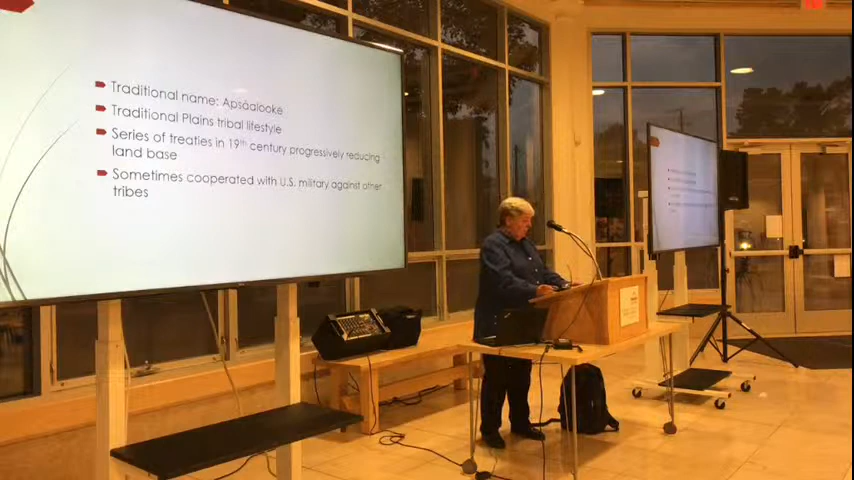 Traditional name: Apsáalooke
Traditional Plains tribal lifestyle
Series of treaties in 19th century progressively reducing
land base
Sometimes cooperated with U.S. military against other
tribes